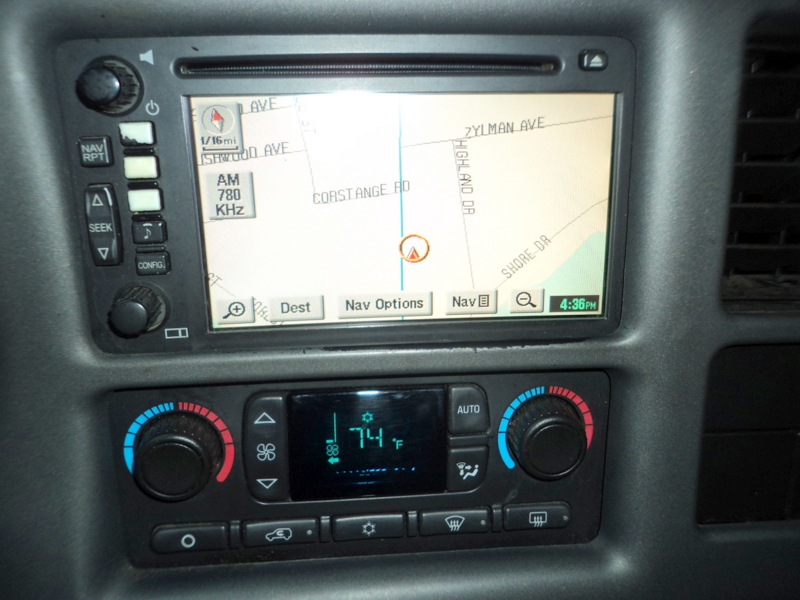 AVE
1/16mi
ZYLMAN AVE
NAV
RPT
AVE
HIGHLAND DR
AM
780
KHz
CORSTANGE RD
SEEK
SHORE DR
CONFIG.
Dest
Nav Options
Nav
4:36PM
AUTO
74 °F